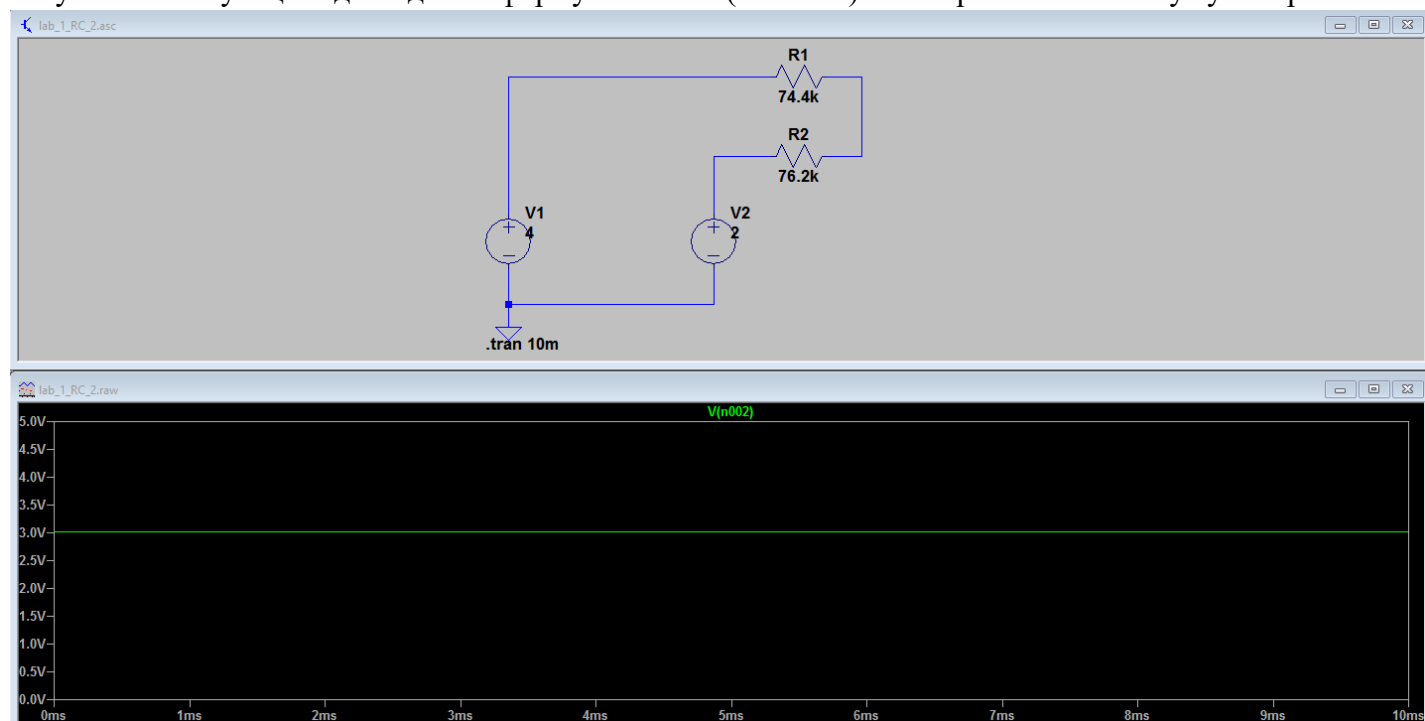 lab_1_RC_2.asc
R1
74.4k
R2
76.2k
V1
4
V2
2
.tran 10m
lab_1_RC_2.raw
V(n002)
5.0V
4.5V
4.0V
3.5V
3.0V
2.5V
2.0V
1.5V
1.0V
0.5V
0.0V
0ms 1ms 2ms 3ms 4ms 5ms 6ms 7ms 8ms 9ms 10ms